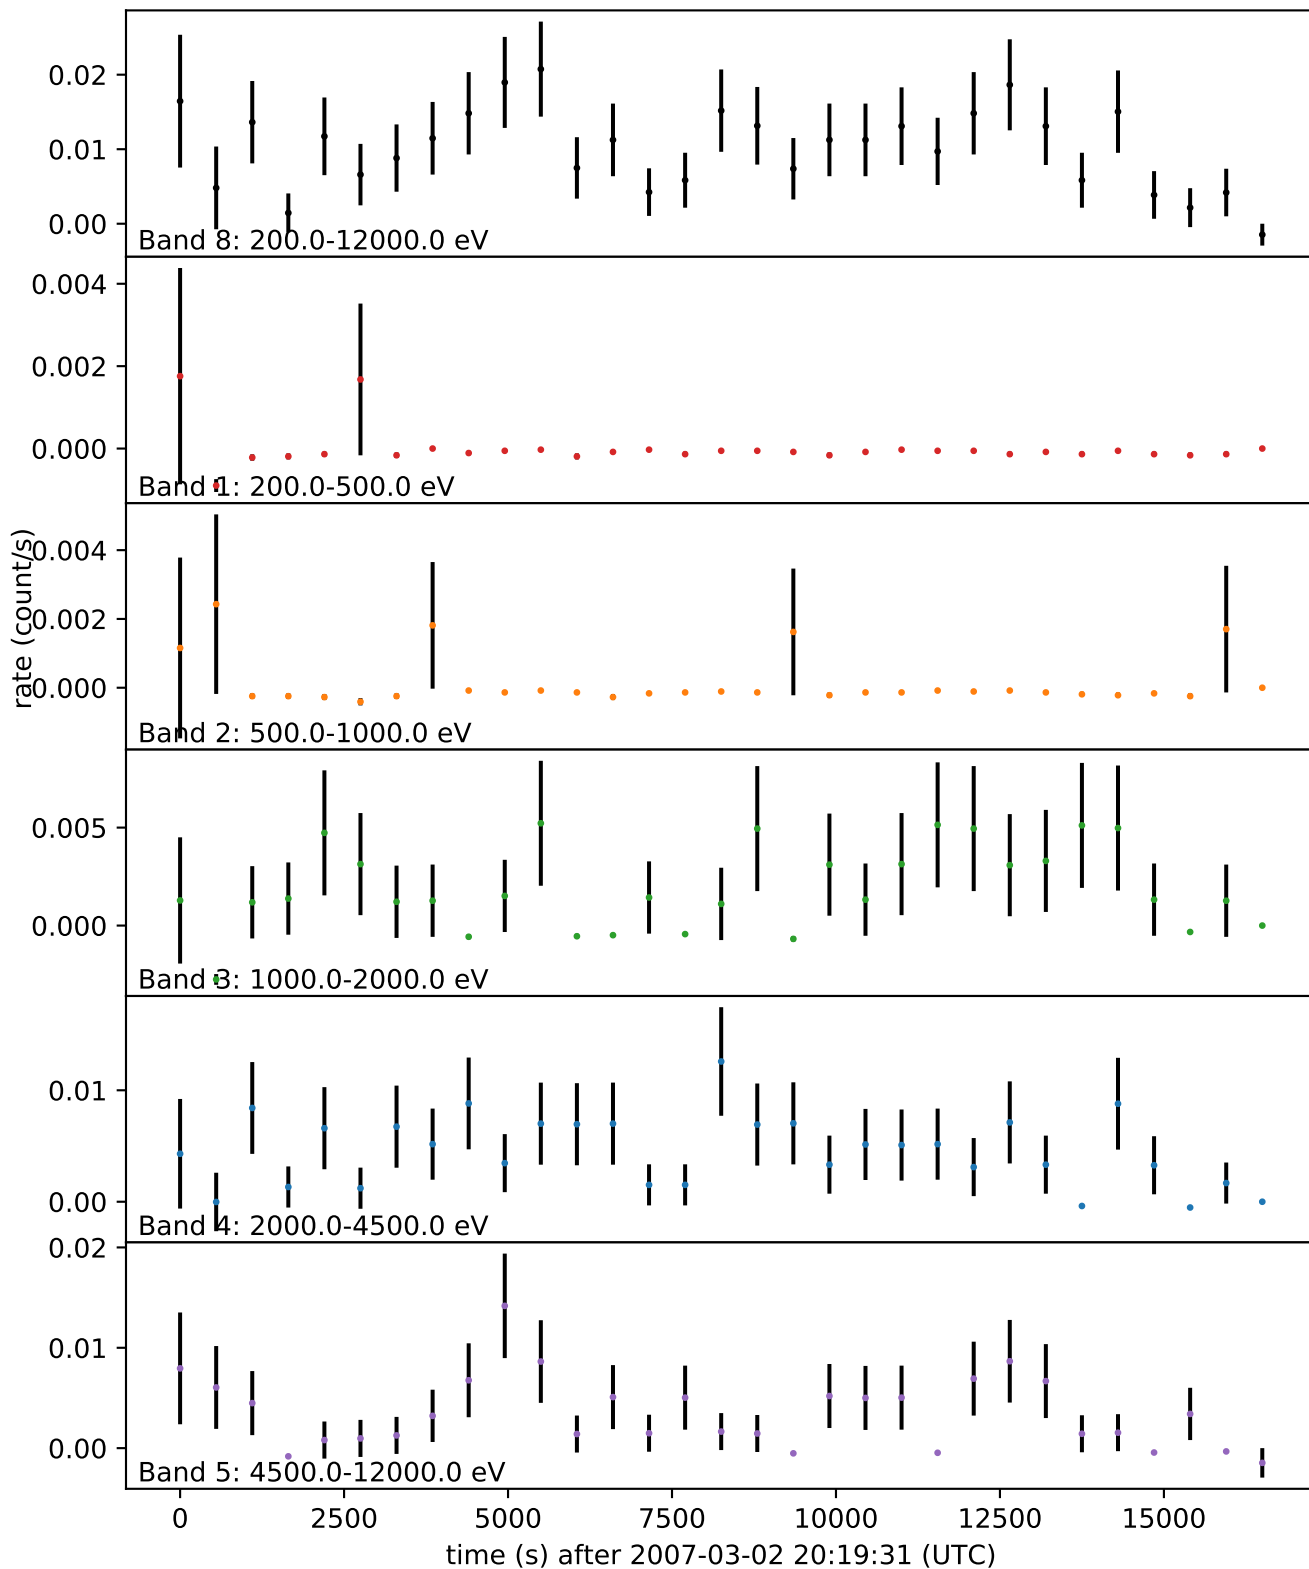 0.02
0.01
0.00
Band 8: 200.0-12000.0 eV
0.004
0.002
0.000
Band 1: 200.0-500.0 eV
rate (count/s)
0.004
0.002
0.000
Band 2: 500.0-1000.0 eV
0.005
0.000
Band 3: 1000.0-2000.0 eV
0.01
0.00
Band 4: 2000.0-4500.0 eV
0.02
0.01
0.00
Band 5: 4500.0-12000.0 eV
0 2500 5000 7500 10000 12500 15000
time (s) after 2007-03-02 20:19:31 (UTC)